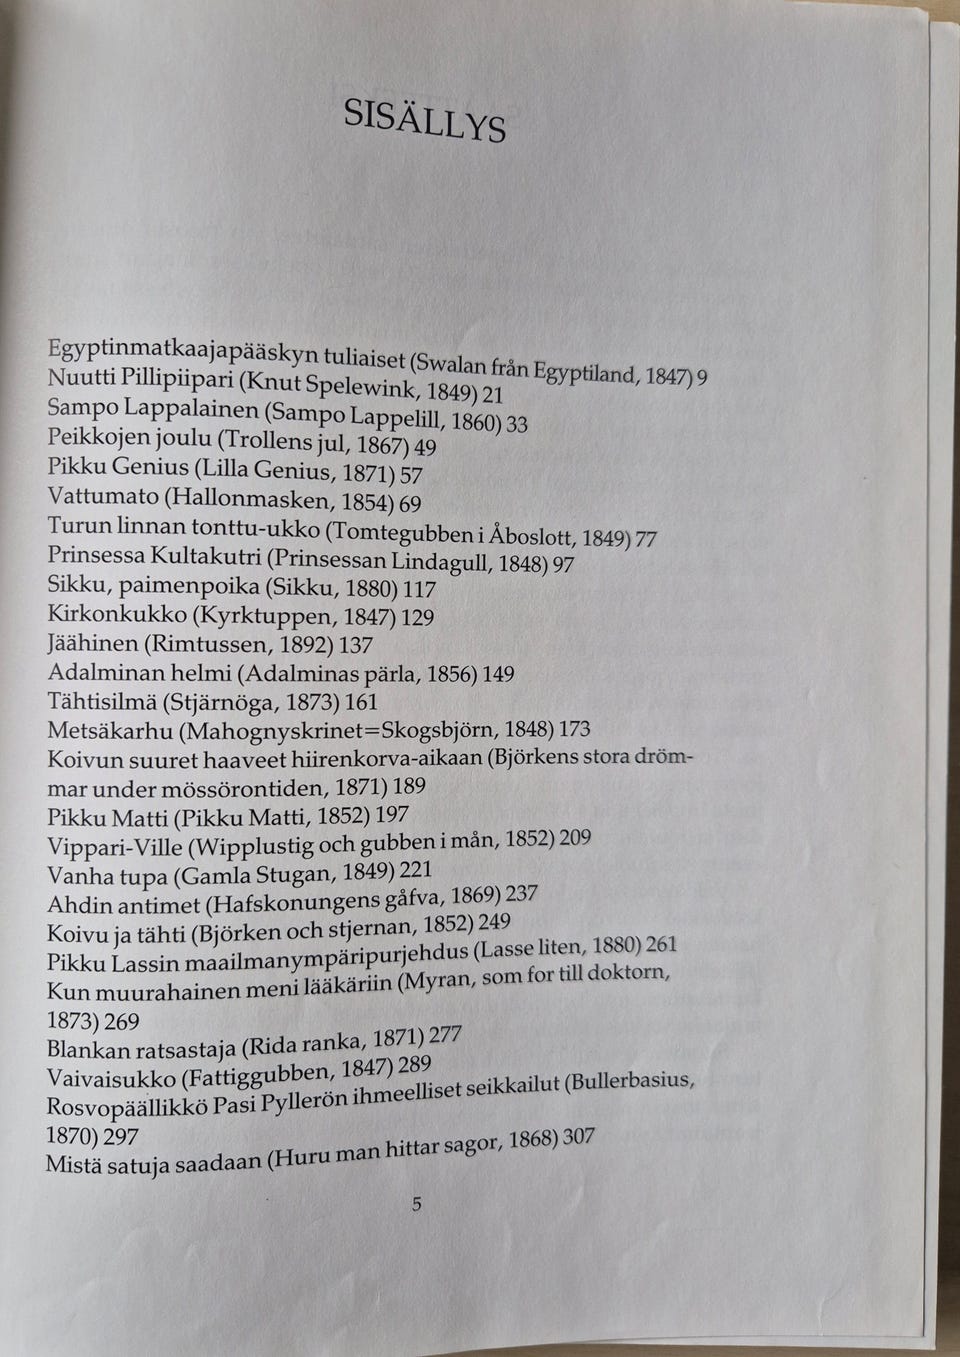 SISÄLLYS
Egyptinmatkaajapääskyn tuliaiset (Swalan från Egyptiland, 1847) 9
Nuutti Pillipiipari (Knut Spelewink, 1849) 21
Sampo Lappalainen (Sampo Lappelill, 1860) 33
Peikkojen joulu (Trollens jul, 1867) 49
Pikku Genius (Lilla Genius, 1871) 57
Vattumato (Hallonmasken, 1854) 69
Turun linnan tonttu-ukko (Tomtegubben i Åboslott, 1849) 77
Prinsessa Kultakutri (Prinsessan Lindagull, 1848) 97
Sikku, paimenpoika (Sikku, 1880) 117
Kirkonkukko (Kyrktuppen, 1847) 129
Jäähinen (Rimtussen, 1892) 137
Adalminan helmi (Adalminas pärla, 1856) 149
Tähtisilmä (Stjärnöga, 1873) 161
Metsäkarhu (Mahognyskrinet=Skogsbjörn, 1848) 173
Koivun suuret haaveet hiirenkorva-aikaan (Björkens stora dröm-
mar under mössörontiden, 1871) 189
Pikku Matti (Pikku Matti, 1852) 197
Vippari-Ville (Wipplustig och gubben i mån, 1852) 209
Vanha tupa (Gamla Stugan, 1849) 221
Ahdin antimet (Hafskonungens gåfva, 1869) 237
Koivu ja tähti (Björken och stjernan, 1852) 249
Pikku Lassin maailmanympäripurjehdus (Lasse liten, 1880) 261
Kun muurahainen meni lääkäriin (Myran, som for till doktorn,
1873) 269
Blankan ratsastaja (Rida ranka, 1871) 277
Vaivaisukko (Fattiggubben, 1847) 289
Rosvopäällikkö Pasi Pyllerön ihmeelliset seikkailut (Bullerbasius,
1870) 297
Mistä satuja saadaan (Huru man hittar sagor, 1868) 307
5